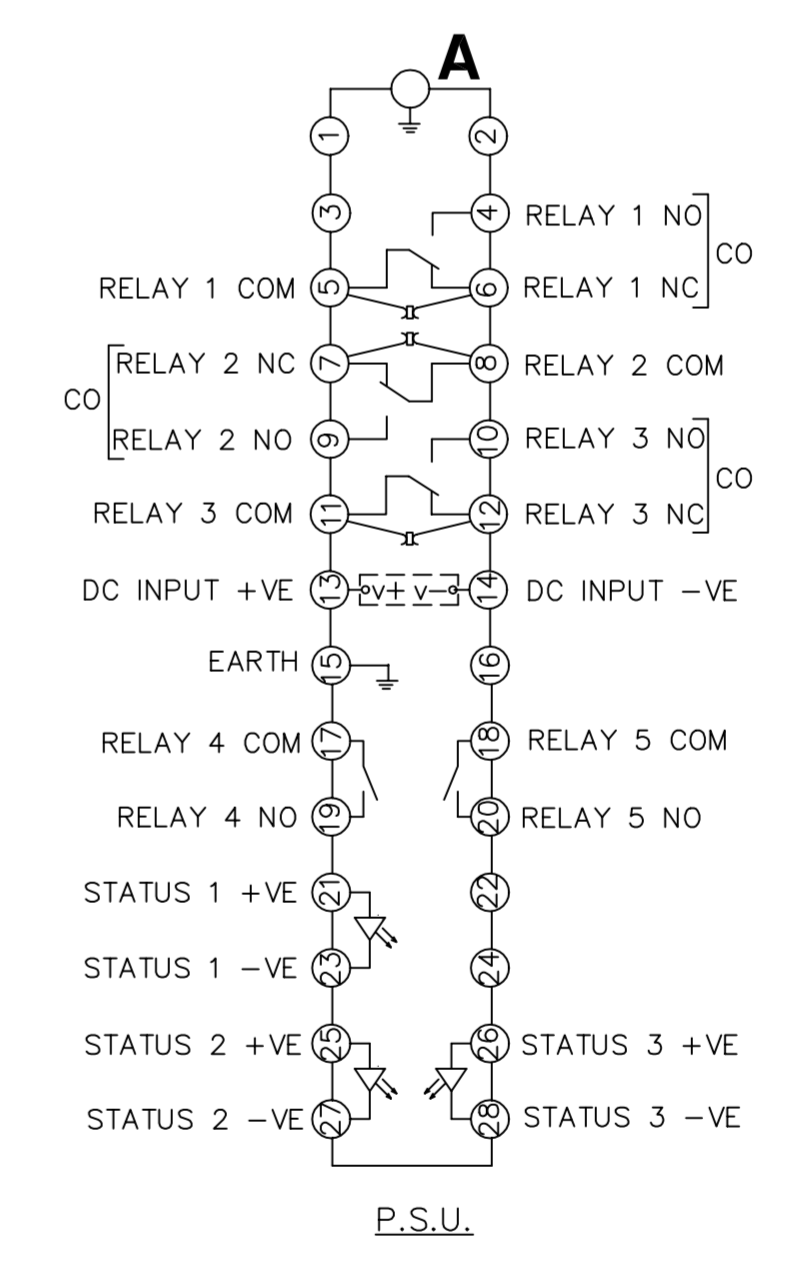 A
1 2
3 4 RELAY 1 NO
CO
RELAY 1 COM 5 6 RELAY 1 NC
RELAY 2 NC 7 8 RELAY 2 COM
CO
RELAY 2 NO 9 10 RELAY 3 NO
CO
RELAY 3 COM 11 12 RELAY 3 NC
DC INPUT +VE 13 V+ V− 14 DC INPUT −VE
EARTH 15 16
RELAY 4 COM 17 18 RELAY 5 COM
RELAY 4 NO 19 20 RELAY 5 NO
STATUS 1 +VE 21 22
STATUS 1 −VE 23 24
STATUS 2 +VE 25 26 STATUS 3 +VE
STATUS 2 −VE 27 28 STATUS 3 −VE
P.S.U.